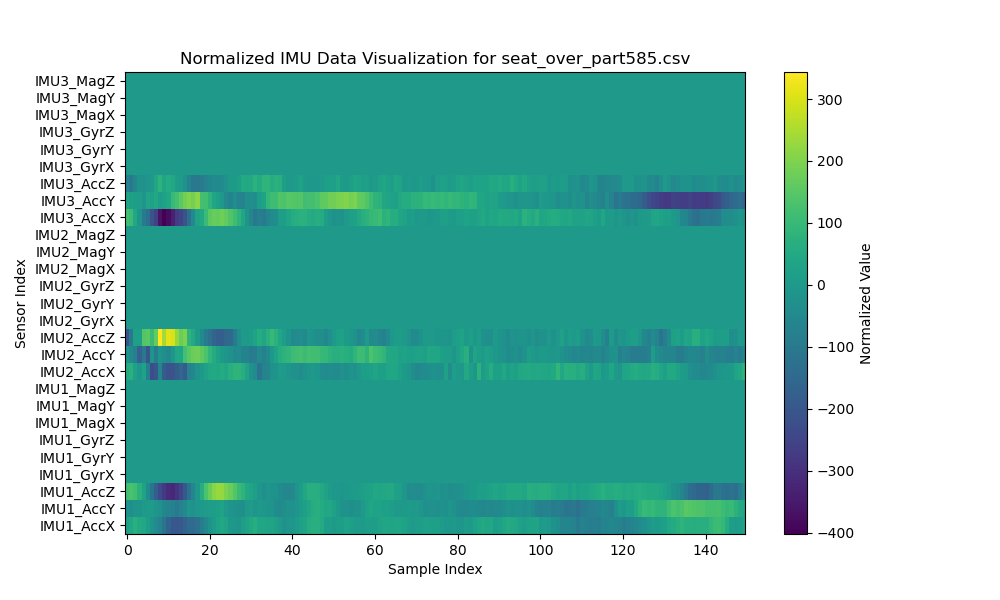 Normalized IMU Data Visualization for seat_over_part585.csv
IMU3_MagZ
IMU3_MagY
IMU3_MagX
IMU3_GyrZ
IMU3_GyrY
IMU3_GyrX
IMU3_AccZ
IMU3_AccY
IMU3_AccX
IMU2_MagZ
IMU2_MagY
IMU2_MagX
IMU2_GyrZ
IMU2_GyrY
IMU2_GyrX
IMU2_AccZ
IMU2_AccY
IMU2_AccX
IMU1_MagZ
IMU1_MagY
IMU1_MagX
IMU1_GyrZ
IMU1_GyrY
IMU1_GyrX
IMU1_AccZ
IMU1_AccY
IMU1_AccX
Sensor Index
0 20 40 60 80 100 120 140
Sample Index
300
200
100
0
−100
−200
−300
−400
Normalized Value